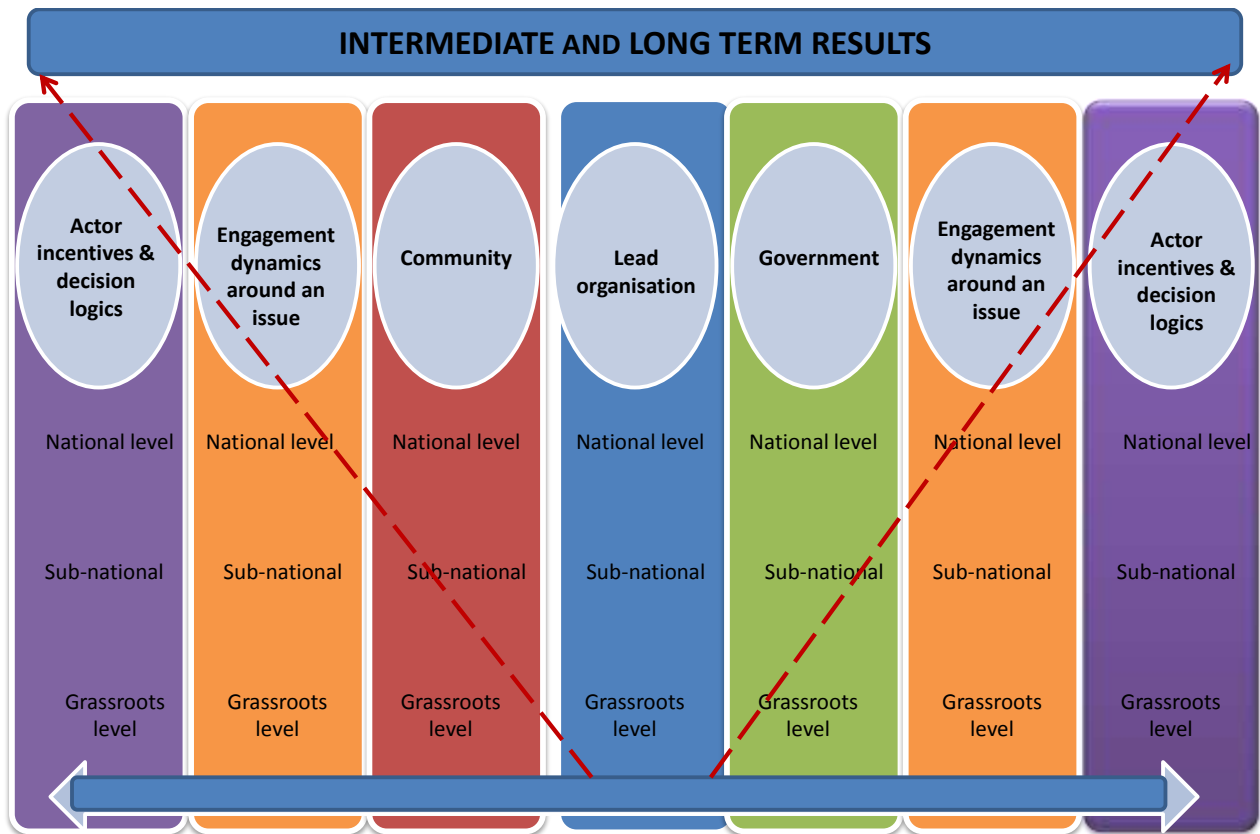 INTERMEDIATE AND LONG TERM RESULTS
Actor
incentives &
decision
logics
Engagement
dynamics
around an
issue
Community
Lead
organisation
Government
Engagement
dynamics
around an
issue
Actor
incentives &
decision
logics
National level
National level
National level
National level
National level
National level
National level
Sub-national
Sub-national
Sub-national
Sub-national
Sub-national
Sub-national
Sub-national
Grassroots
level
Grassroots
level
Grassroots
level
Grassroots
level
Grassroots
level
Grassroots
level
Grassroots
level